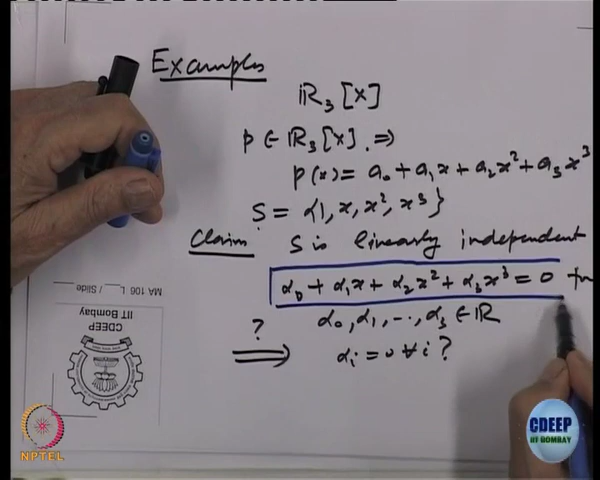 Examples
ℝ₃[x]
p ∈ ℝ₃[x] ⇒
p(x) = a₀ + a₁x + a₂x² + a₃x³
S = {1, x, x², x³}
Claim S is linearly independent
α₀ + α₁x + α₂x² + α₃x³ = 0
α₀, α₁, ..., α₃ ∈ ℝ
? ⇒ αᵢ = 0 ∀ i ?
MA 106 L /Slide
CDEEP
IIT Bombay
NPTEL
CDEEP
IIT BOMBAY